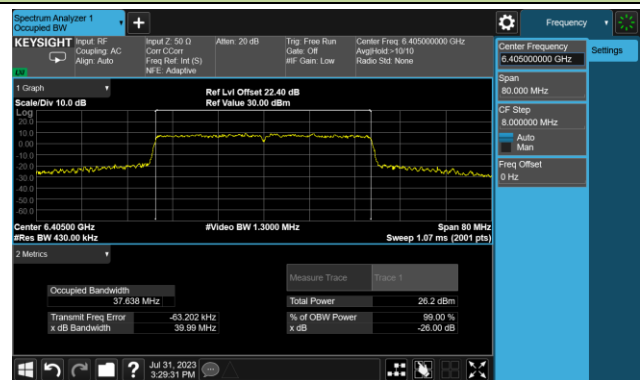 Spectrum Analyzer 1
Occupied BW
+
Frequency
KEYSIGHT
Input: RF
Coupling: AC
Align: Auto
Input Z: 50 Ω
Corr CCorr
Freq Ref: Int (S)
NFE: Adaptive
Atten: 20 dB
Trig: Free Run
Gate: Off
#IF Gain: Low
Center Freq: 6.405000000 GHz
Avg|Hold:>10/10
Radio Std: None
Center Frequency
6.405000000 GHz
Settings
Span
80.000 MHz
CF Step
8.000000 MHz
Auto
Man
Freq Offset
0 Hz
1 Graph
Scale/Div 10.0 dB
Ref Lvl Offset 22.40 dB
Ref Value 30.00 dBm
Log
20.0
10.0
0.00
-10.0
-20.0
-30.0
-40.0
-50.0
-60.0
Center 6.40500 GHz
#Res BW 430.00 kHz
#Video BW 1.3000 MHz
Span 80 MHz
Sweep 1.07 ms (2001 pts)
2 Metrics
Measure Trace Trace 1
Occupied Bandwidth
37.638 MHz
Total Power 26.2 dBm
Transmit Freq Error -63.202 kHz
% of OBW Power 99.00 %
x dB Bandwidth 39.99 MHz
x dB -26.00 dB
?
Jul 31, 2023
3:29:31 PM